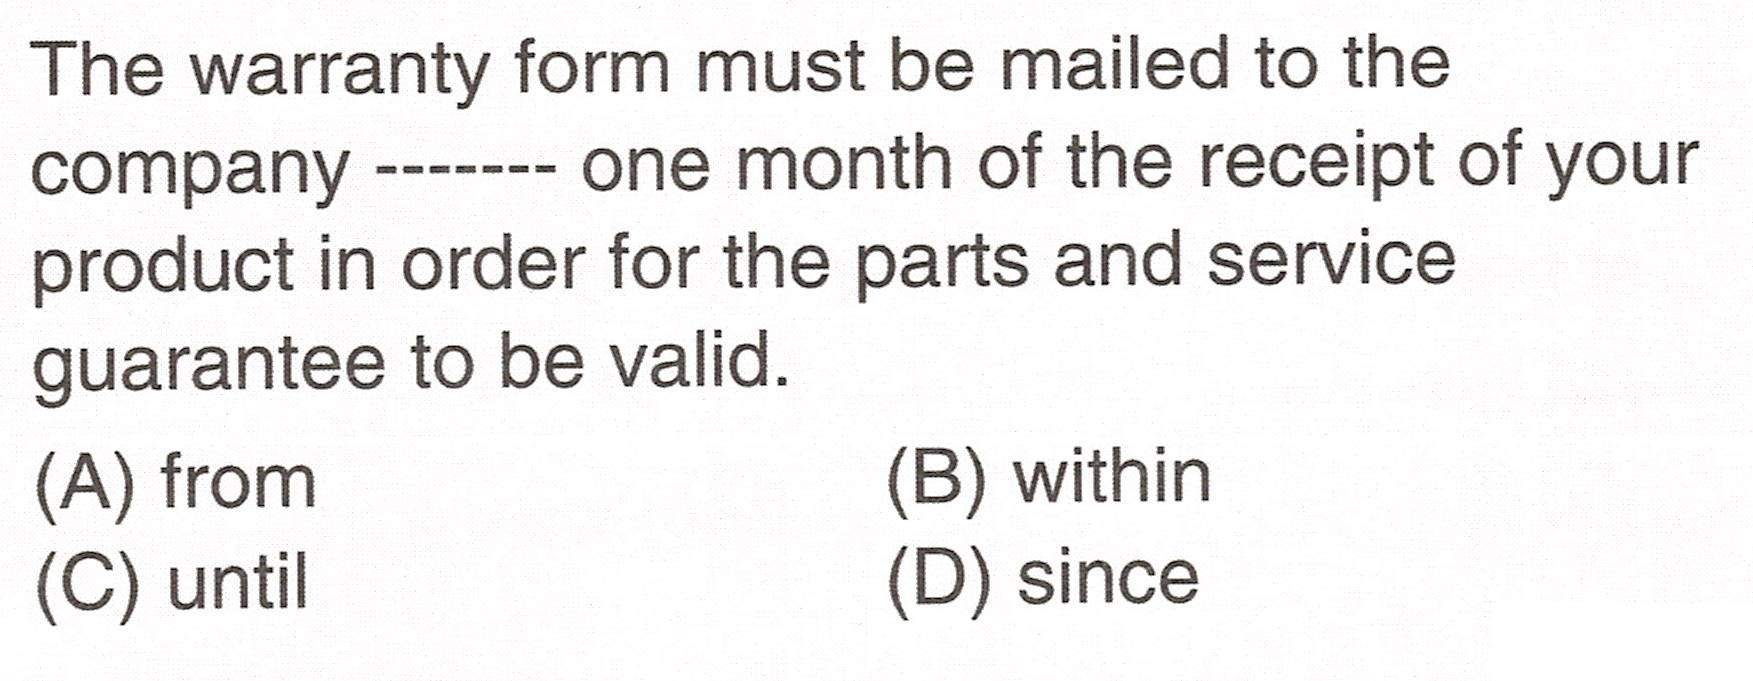 The warranty form must be mailed to the
company ------- one month of the receipt of your
product in order for the parts and service
guarantee to be valid.
(A) from (B) within
(C) until (D) since